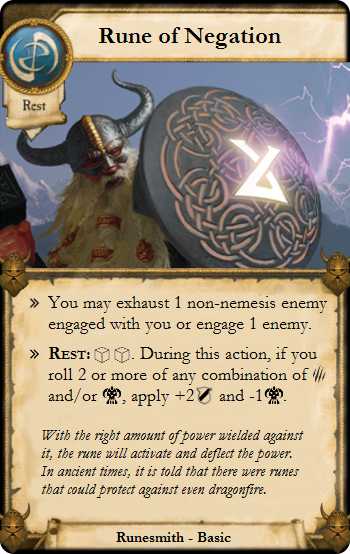 Rune of Negation
Rest
» You may exhaust 1 non-nemesis enemy
engaged with you or engage 1 enemy.
» REST: . During this action, if you
roll 2 or more of any combination of
and/or , apply +2 and -1 .
With the right amount of power wielded against
it, the rune will activate and deflect the power.
In ancient times, it is told that there were runes
that could protect against even dragonfire.
Runesmith - Basic